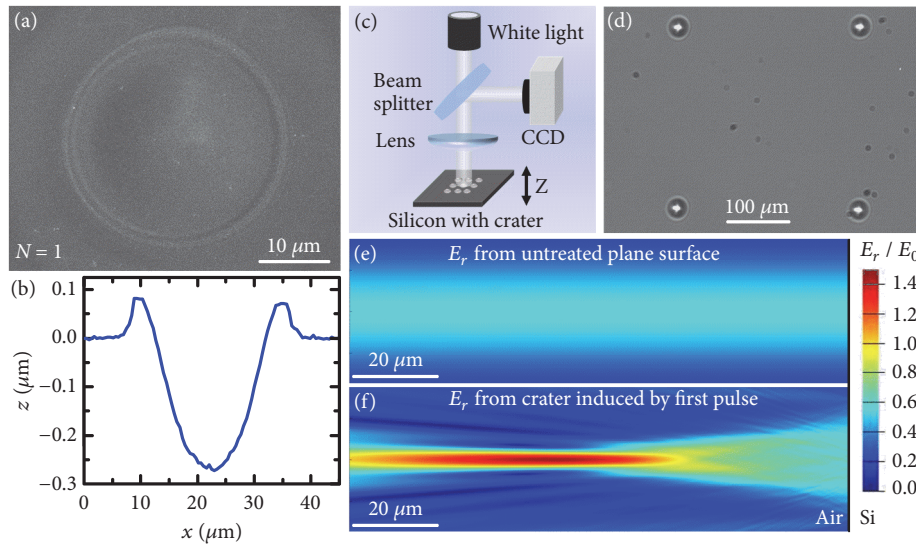 (a)
N = 1
10 μm
(b)
0.1
0.0
−0.1
−0.2
−0.3
z (μm)
0
10
20
30
40
x (μm)
(c)
White light
Beam
splitter
Lens
CCD
Z
Silicon with crater
(d)
100 μm
(e)
E_r from untreated plane surface
20 μm
(f)
E_r from crater induced by first pulse
20 μm
Air
Si
E_r / E_0
1.4
1.2
1.0
0.8
0.6
0.4
0.2
0.0